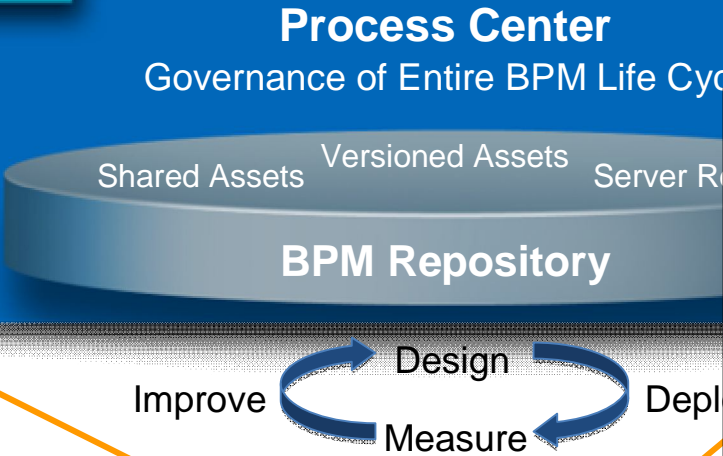 Process Center
Governance of Entire BPM Life Cyc
Shared Assets Versioned Assets Server Re
BPM Repository
Design
Improve Deplo
Measure